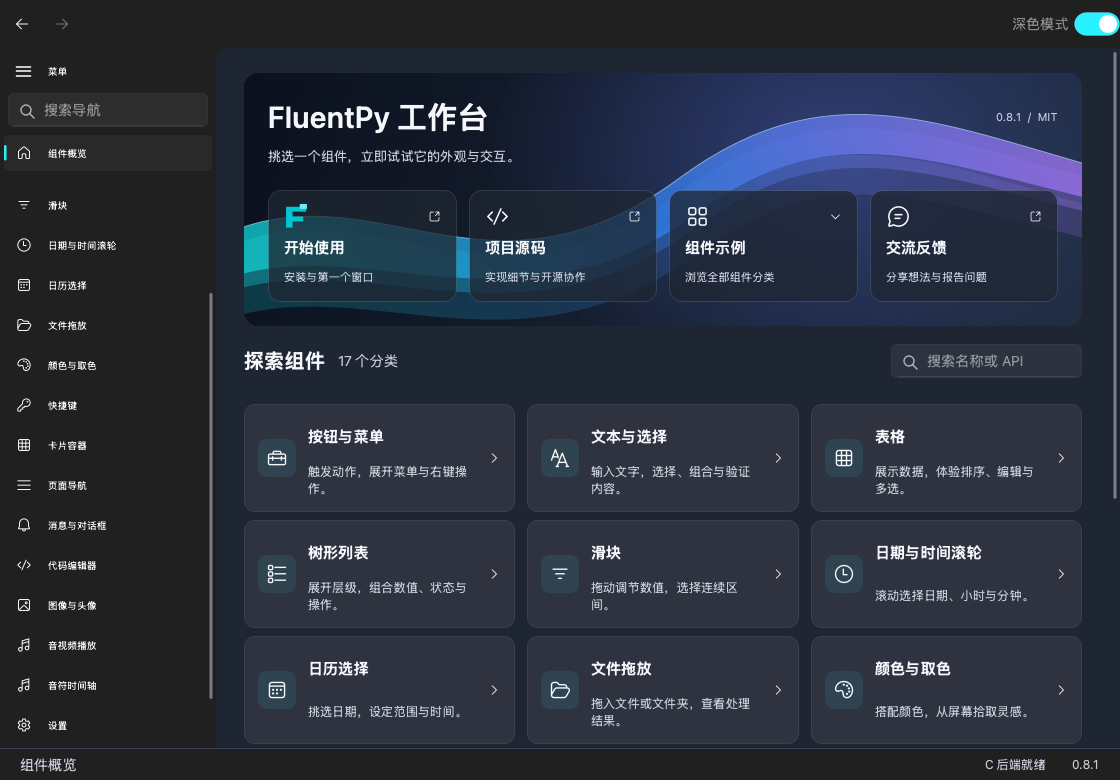 深色模式
菜单
搜索导航
组件概览
滑块
日期与时间滚轮
日历选择
文件拖放
颜色与取色
快捷键
卡片容器
页面导航
消息与对话框
代码编辑器
图像与头像
音视频播放
音符时间轴
设置
FluentPy 工作台
0.8.1 / MIT
挑选一个组件，立即试试它的外观与交互。
开始使用
安装与第一个窗口
项目源码
实现细节与开源协作
组件示例
浏览全部组件分类
交流反馈
分享想法与报告问题
探索组件 17 个分类
搜索名称或 API
按钮与菜单
触发动作，展开菜单与右键操
作。
文本与选择
输入文字，选择、组合与验证
内容。
表格
展示数据，体验排序、编辑与
多选。
树形列表
展开层级，组合数值、状态与
操作。
滑块
拖动调节数值，选择连续区
间。
日期与时间滚轮
滚动选择日期、小时与分钟。
日历选择
挑选日期，设定范围与时间。
文件拖放
拖入文件或文件夹，查看处理
结果。
颜色与取色
搭配颜色，从屏幕拾取灵感。
组件概览
C 后端就绪
0.8.1